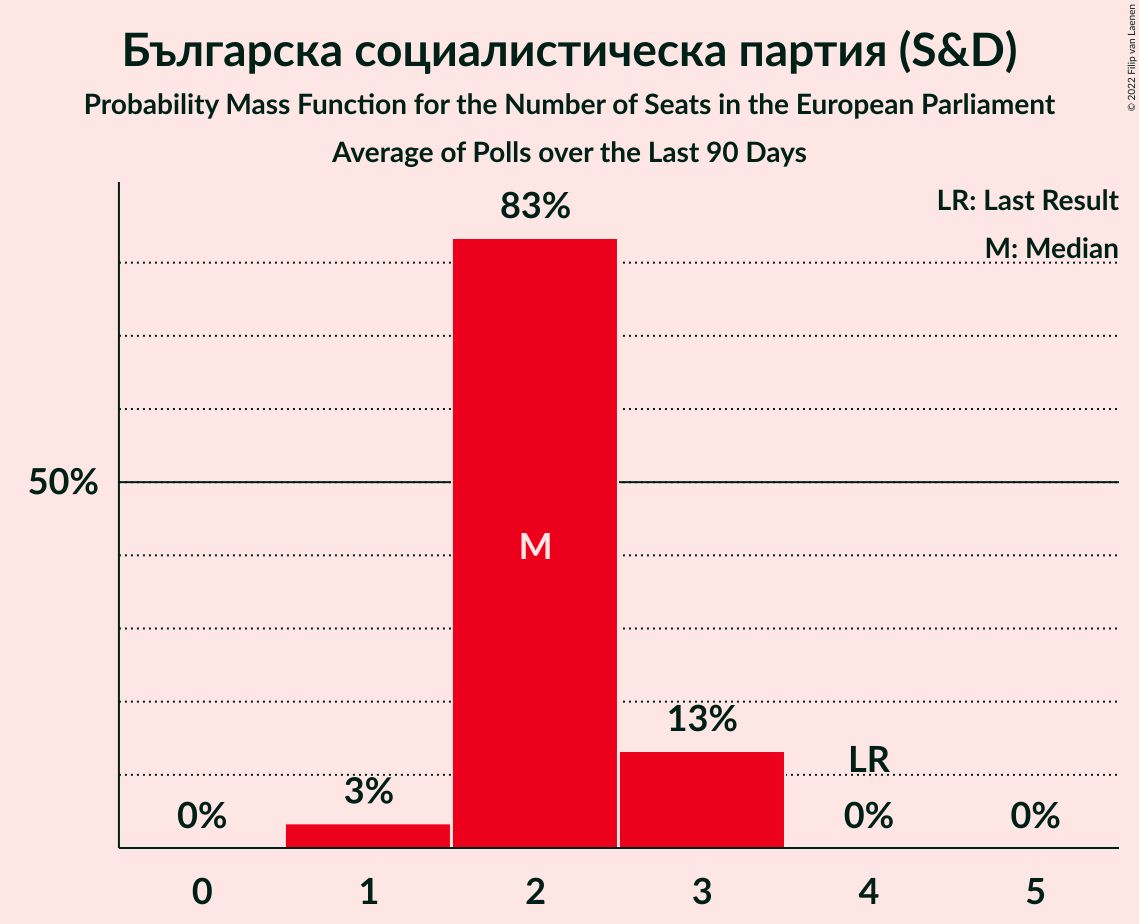 Българска социалистическа партия (S&D)
Probability Mass Function for the Number of Seats in the European Parliament
Average of Polls over the Last 90 Days
© 2022 Filip van Laenen
LR: Last Result
M: Median
83%
50%
M
13%
LR
3%
0%
0%
0%
0 1 2 3 4 5